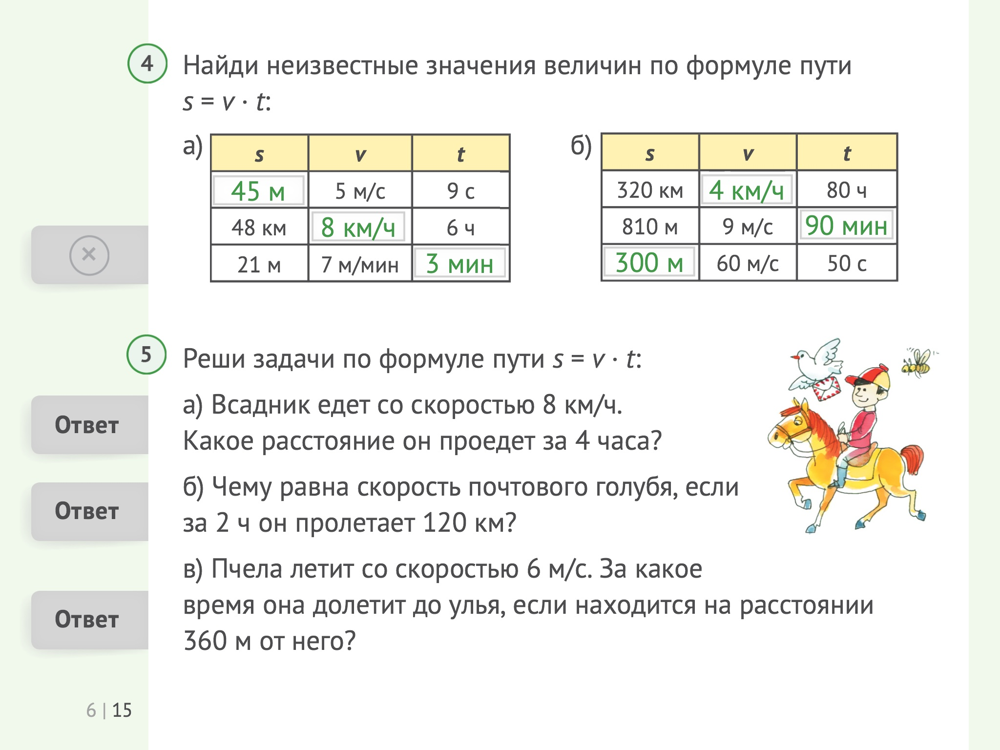 4 Найди неизвестные значения величин по формуле пути
s = v · t:
а) s v t
45 м 5 м/с 9 с
48 км 8 км/ч 6 ч
21 м 7 м/мин 3 мин
б) s v t
320 км 4 км/ч 80 ч
810 м 9 м/с 90 мин
300 м 60 м/с 50 с
5 Реши задачи по формуле пути s = v · t:
а) Всадник едет со скоростью 8 км/ч.
Какое расстояние он проедет за 4 часа?
Ответ
б) Чему равна скорость почтового голубя, если
за 2 ч он пролетает 120 км?
Ответ
в) Пчела летит со скоростью 6 м/с. За какое
время она долетит до улья, если находится на расстоянии
360 м от него?
Ответ
6 | 15